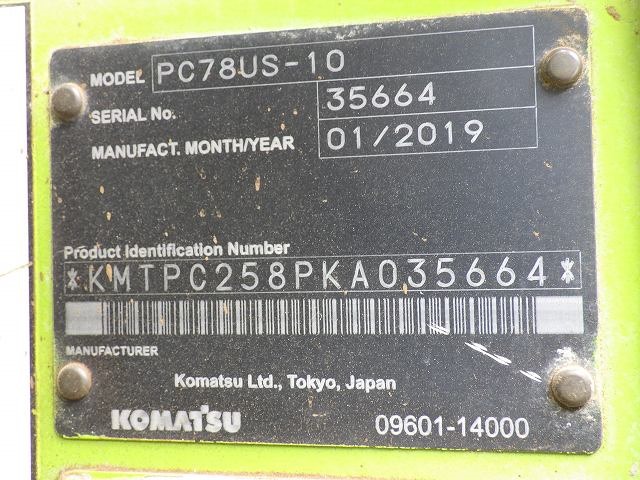 MODEL PC78US-10
SERIAL No. 35664
MANUFACT. MONTH/YEAR 01/2019
Product Identification Number
*KMTPC258PKA035664*
MANUFACTURER
Komatsu Ltd., Tokyo, Japan
KOMATSU 09601-14000